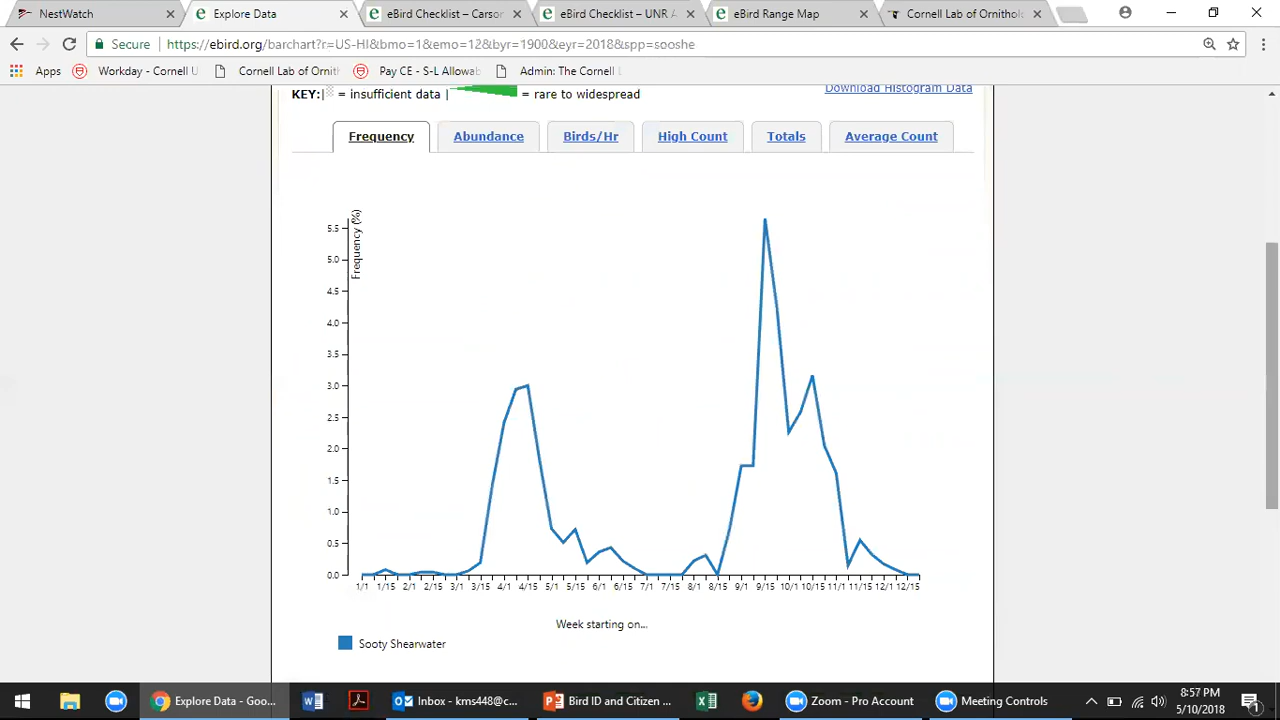 NestWatch
Explore Data
eBird Checklist – Carson
eBird Checklist – UNR A
eBird Range Map
Cornell Lab of Ornithol
Secure
https://ebird.org/barchart?r=US-HI&bmo=1&emo=12&byr=1900&eyr=2018&spp=sooshe
Apps
Workday - Cornell U
Cornell Lab of Ornith
Pay CE - S-L Allowab
Admin: The Cornell L
KEY:| = insufficient data | = rare to widespread
Download Histogram Data
Frequency
Abundance
Birds/Hr
High Count
Totals
Average Count
Frequency (%)
5.5
5.0
4.5
4.0
3.5
3.0
2.5
2.0
1.5
1.0
0.5
0.0
1/1 1/15 2/1 2/15 3/1 3/15 4/1 4/15 5/1 5/15 6/1 6/15 7/1 7/15 8/1 8/15 9/1 9/15 10/1 10/15 11/1 11/15 12/1 12/15
Week starting on...
Sooty Shearwater
Explore Data - Goo...
Inbox - kms448@c...
Bird ID and Citizen ...
Zoom - Pro Account
Meeting Controls
8:57 PM
5/10/2018